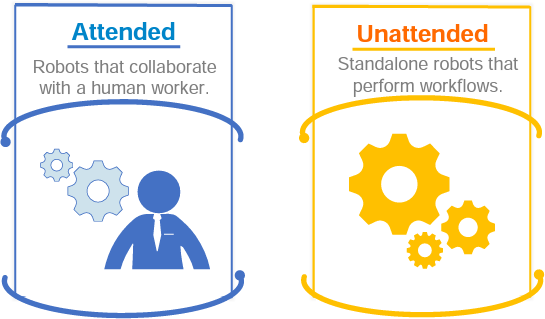 Attended
Robots that collaborate
with a human worker.
Unattended
Standalone robots that
perform workflows.